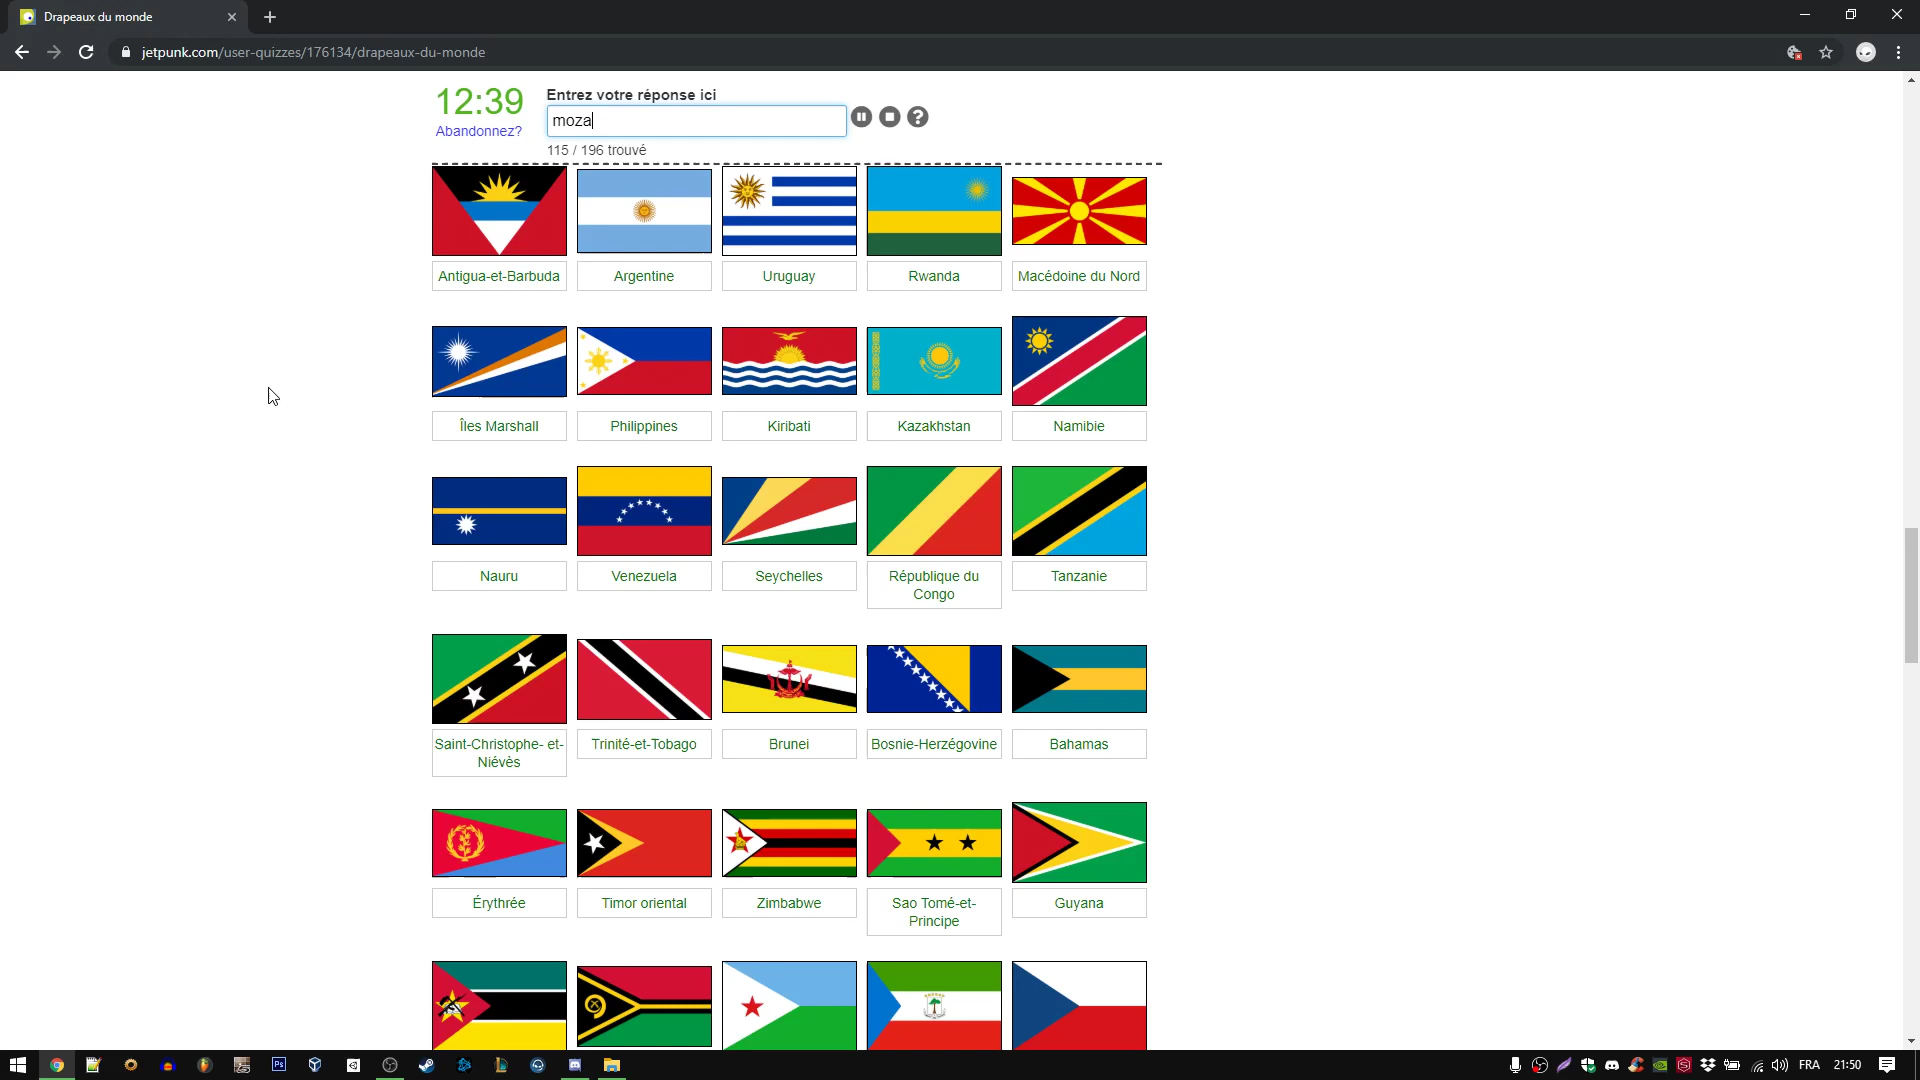 Drapeaux du monde
jetpunk.com/user-quizzes/176134/drapeaux-du-monde
12:39
Abandonnez?
Entrez votre réponse ici
moza
115 / 196 trouvé
Antigua-et-Barbuda
Argentine
Uruguay
Rwanda
Macédoine du Nord
Îles Marshall
Philippines
Kiribati
Kazakhstan
Namibie
Nauru
Venezuela
Seychelles
République du
Congo
Tanzanie
Saint-Christophe- et-
Niévès
Trinité-et-Tobago
Brunei
Bosnie-Herzégovine
Bahamas
Érythrée
Timor oriental
Zimbabwe
Sao Tomé-et-
Principe
Guyana
Ps
FRA
21:50